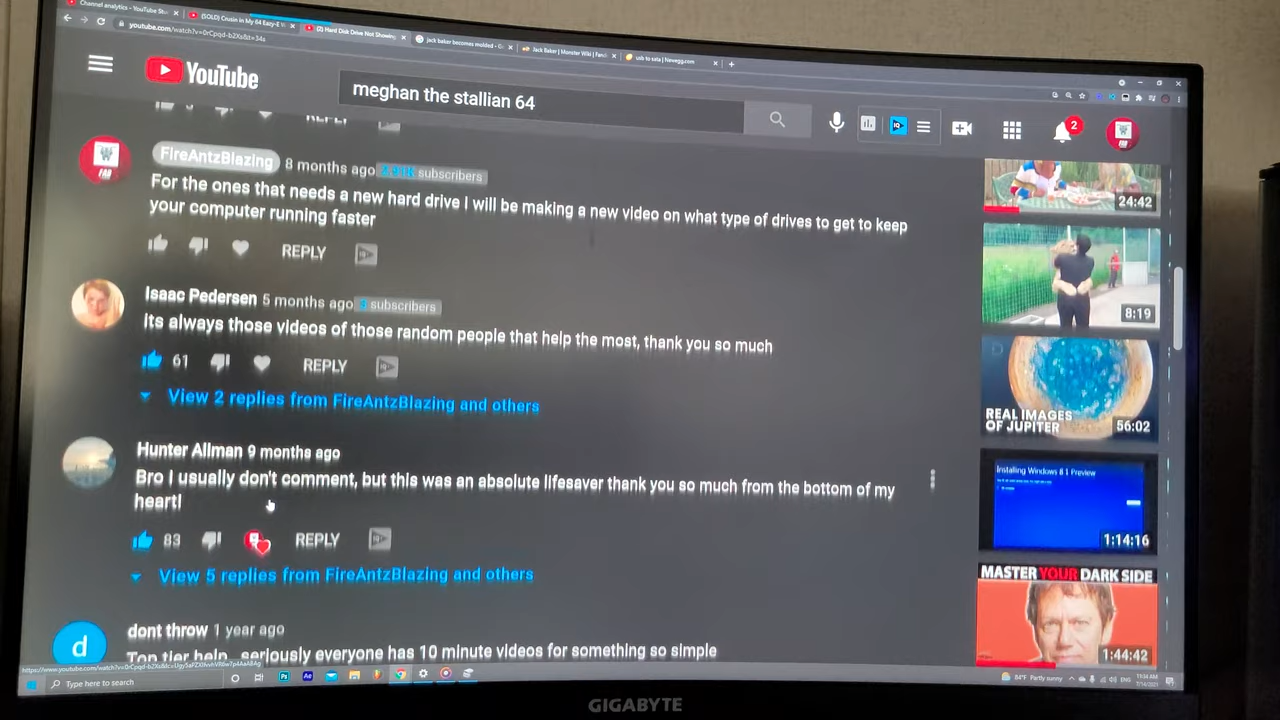 Channel analytics - YouTube St
(SOLD) Crusin In My 64 Easy-E
(2) Hard Disk Drive Not Showing
jack baker becomes molded - G
Jack Baker | Monster Wiki | Fan
usb to sata | Newegg.com
YouTube
meghan the stallian 64
2
FireAntzBlazing 8 months ago subscribers
For the ones that needs a new hard drive I will be making a new video on what type of drives to get to keep
your computer running faster
REPLY
24:42
Isaac Pedersen 5 months ago subscribers
Its always those videos of those random people that help the most, thank you so much
61 REPLY
View 2 replies from FireAntzBlazing and others
8:19
REAL IMAGES
OF JUPITER
56:02
Hunter Allman 9 months ago
Bro I usually don't comment, but this was an absolute lifesaver thank you so much from the bottom of my
heart!
83 REPLY
View 5 replies from FireAntzBlazing and others
Installing Windows 8.1 Preview
1:14:16
d
dont throw 1 year ago
Top tier help, seriously everyone has 10 minute videos for something so simple
MASTER YOUR DARK SIDE
1:44:42
Type here to search
Ps
Ae
84°F Partly sunny
ENG
GIGABYTE